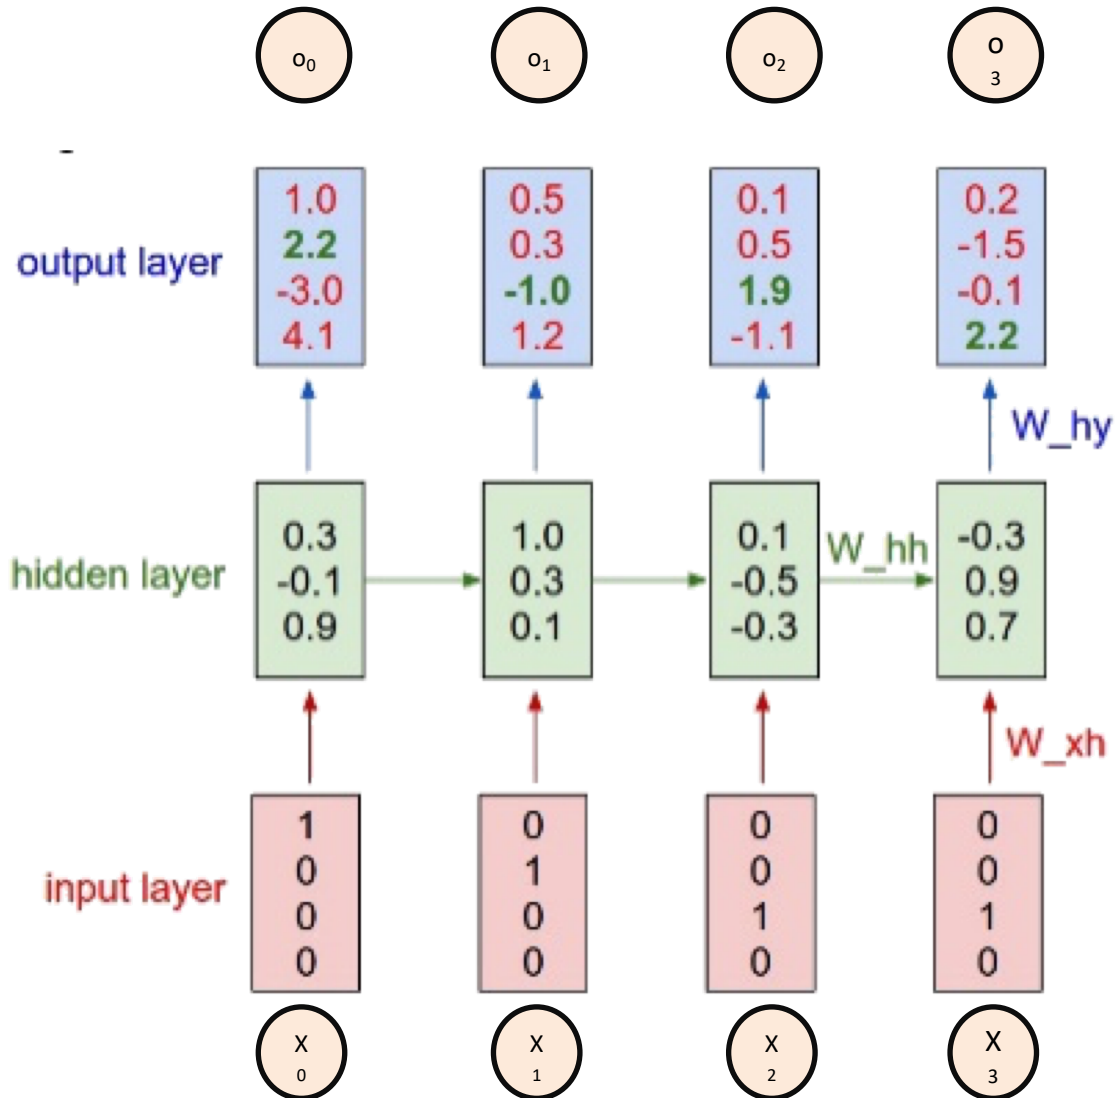 o0 o1 o2 o
3
-
1.0 0.5 0.1 0.2
2.2 0.3 0.5 -1.5
output layer
-3.0 -1.0 1.9 -0.1
4.1 1.2 -1.1 2.2
W_hy
0.3 1.0 0.1 -0.3
W_hh
hidden layer
-0.1 0.3 -0.5 0.9
0.9 0.1 -0.3 0.7
W_xh
1 0 0 0
0 1 0 0
input layer
0 0 1 1
0 0 0 0
X X X X
0 1 2 3